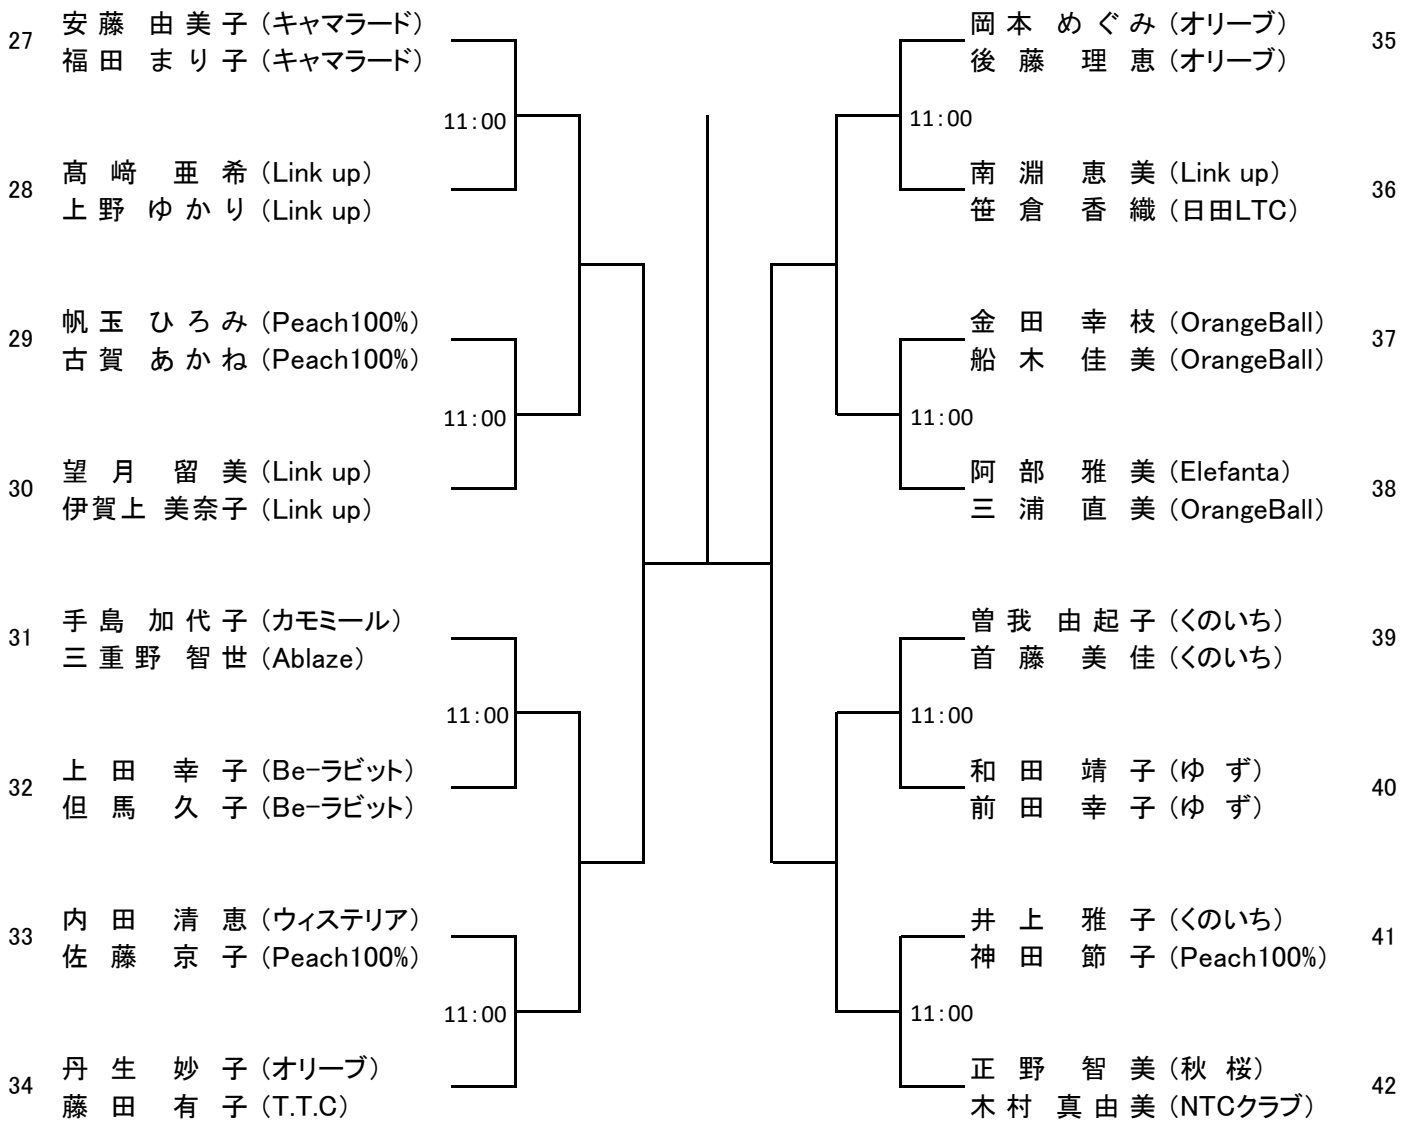 27
安藤 由美子（キャマラード）
福田 まり子（キャマラード）
11：00
28
髙﨑 亜希（Link up）
上野 ゆかり（Link up）
29
帆玉 ひろみ（Peach100%）
古賀 あかね（Peach100%）
11：00
30
望月 留美（Link up）
伊賀上 美奈子（Link up）
31
手島 加代子（カモミール）
三重野 智世（Ablaze）
11：00
32
上田 幸子（Be-ラビット）
但馬 久子（Be-ラビット）
33
内田 清恵（ウィステリア）
佐藤 京子（Peach100%）
11：00
34
丹生 妙子（オリーブ）
藤田 有子（T.T.C）
岡本 めぐみ（オリーブ）
後藤 理恵（オリーブ）
35
11：00
南淵 恵美（Link up）
笹倉 香織（日田LTC）
36
金田 幸枝（OrangeBall）
船木 佳美（OrangeBall）
37
11：00
阿部 雅美（Elefanta）
三浦 直美（OrangeBall）
38
曽我 由起子（くのいち）
首藤 美佳（くのいち）
39
11：00
和田 靖子（ゆ ず）
前田 幸子（ゆ ず）
40
井上 雅子（くのいち）
神田 節子（Peach100%）
41
11：00
正野 智美（秋 桜）
木村 真由美（NTCクラブ）
42